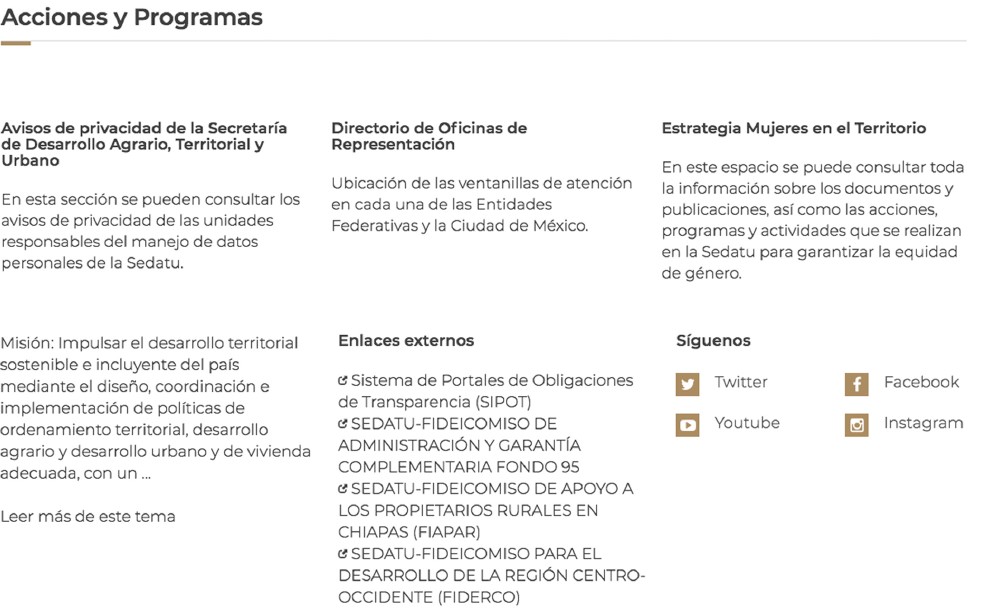 Acciones y Programas
Avisos de privacidad de la Secretaría
de Desarrollo Agrario, Territorial y
Urbano
En esta sección se pueden consultar los
avisos de privacidad de las unidades
responsables del manejo de datos
personales de la Sedatu.
Directorio de Oficinas de
Representación
Ubicación de las ventanillas de atención
en cada una de las Entidades
Federativas y la Ciudad de México.
Estrategia Mujeres en el Territorio
En este espacio se puede consultar toda
la información sobre los documentos y
publicaciones, así como las acciones,
programas y actividades que se realizan
en la Sedatu para garantizar la equidad
de género.
Misión: Impulsar el desarrollo territorial
sostenible e incluyente del país
mediante el diseño, coordinación e
implementación de políticas de
ordenamiento territorial, desarrollo
agrario y desarrollo urbano y de vivienda
adecuada, con un ...
Leer más de este tema
Enlaces externos
Sistema de Portales de Obligaciones
de Transparencia (SIPOT)
SEDATU-FIDEICOMISO DE
ADMINISTRACIÓN Y GARANTÍA
COMPLEMENTARIA FONDO 95
SEDATU-FIDEICOMISO DE APOYO A
LOS PROPIETARIOS RURALES EN
CHIAPAS (FIAPAR)
SEDATU-FIDEICOMISO PARA EL
DESARROLLO DE LA REGIÓN CENTRO-
OCCIDENTE (FIDERCO)
Síguenos
Twitter
Facebook
Youtube
Instagram